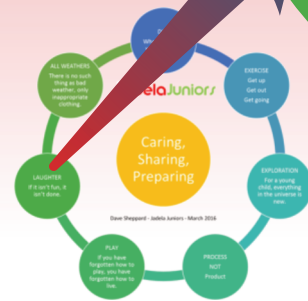 ALL WEATHERS
There is no such
thing as bad
weather, only
inappropriate
clothing.
EXERCISE
Get up
Get out
Get going
Juniors
Caring,
Sharing,
Preparing
LAUGHTER
If it isn't fun, it
isn't done.
EXPLORATION
For a young
child, everything
in the universe is
new.
Dave Sheppard - Jadela Juniors - March 2016
PLAY
If you have
forgotten how to
play, you have
forgotten how to
live.
PROCESS
NOT
Product